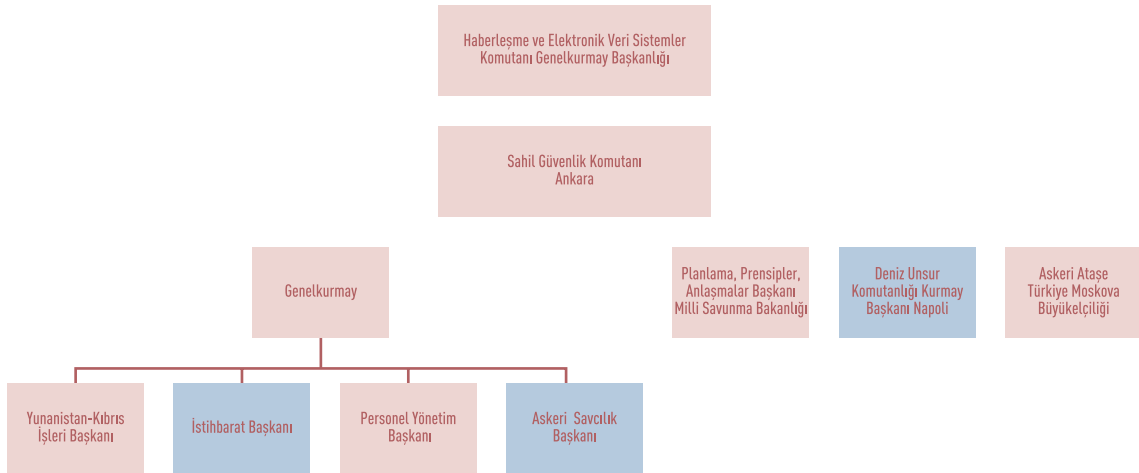 Haberleşme ve Elektronik Veri Sistemler
Komutanı Genelkurmay Başkanlığı
Sahil Güvenlik Komutanı
Ankara
Genelkurmay
Planlama, Prensipler,
Anlaşmalar Başkanı
Milli Savunma Bakanlığı
Deniz Unsur
Komutanlığı Kurmay
Başkanı Napoli
Askeri Ataşe
Türkiye Moskova
Büyükelçiliği
Yunanistan-Kıbrıs
İşleri Başkanı
İstihbarat Başkanı
Personel Yönetim
Başkanı
Askeri Savcılık
Başkanı